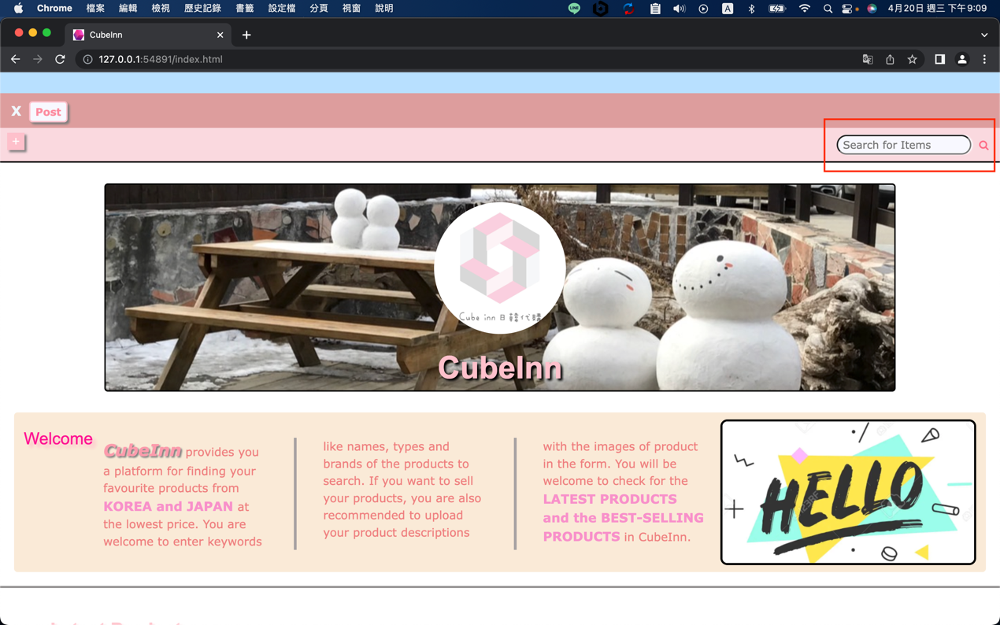 Chrome 檔案 編輯 檢視 歷史記錄 書籤 設定檔 分頁 視窗 說明 LINE A 4月20日 週三 下午9:09
CubeInn
127.0.0.1:54891/index.html
X Post
+
Search for Items
Cube inn 日韓代購
CubeInn
Welcome
CubeInn provides you
a platform for finding your
favourite products from
KOREA and JAPAN at
the lowest price. You are
welcome to enter keywords
like names, types and
brands of the products to
search. If you want to sell
your products, you are also
recommended to upload
your product descriptions
with the images of product
in the form. You will be
welcome to check for the
LATEST PRODUCTS
and the BEST-SELLING
PRODUCTS in CubeInn.
HELLO